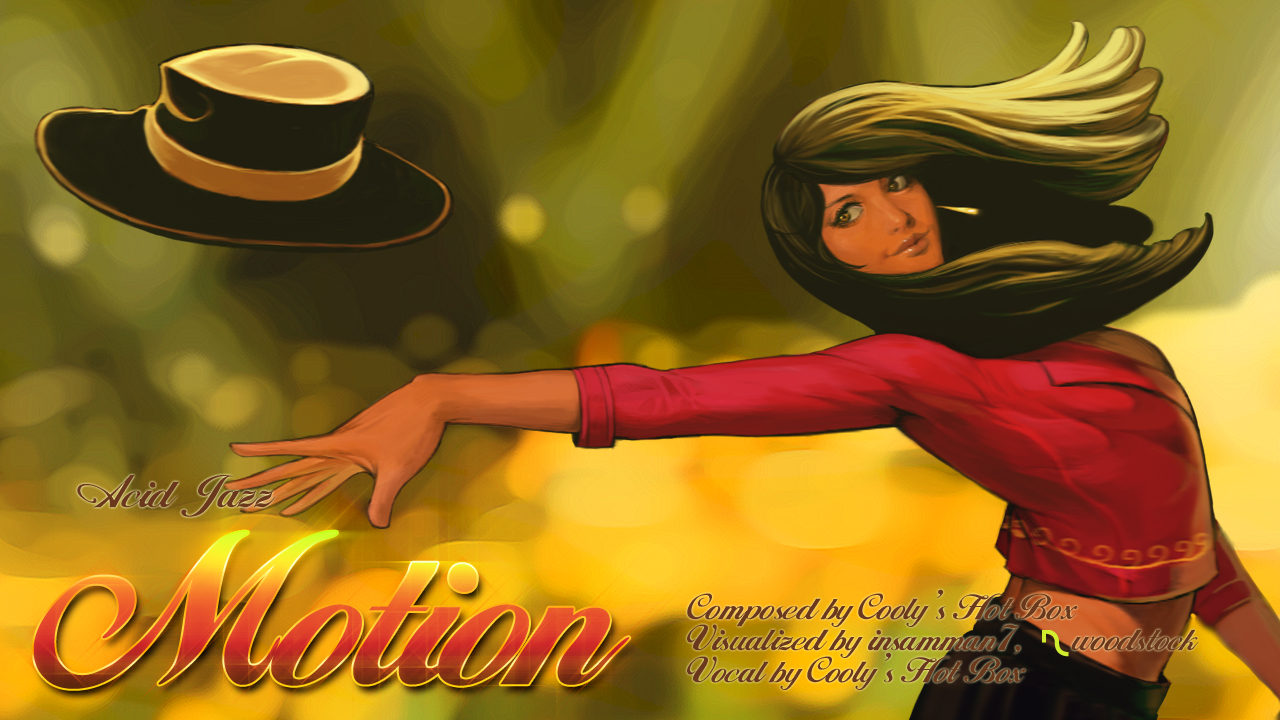 Acid Jazz
Motion
Composed by Cooly's Hot Box
Visualized by insamman7, woodstock
Vocal by Cooly's Hot Box